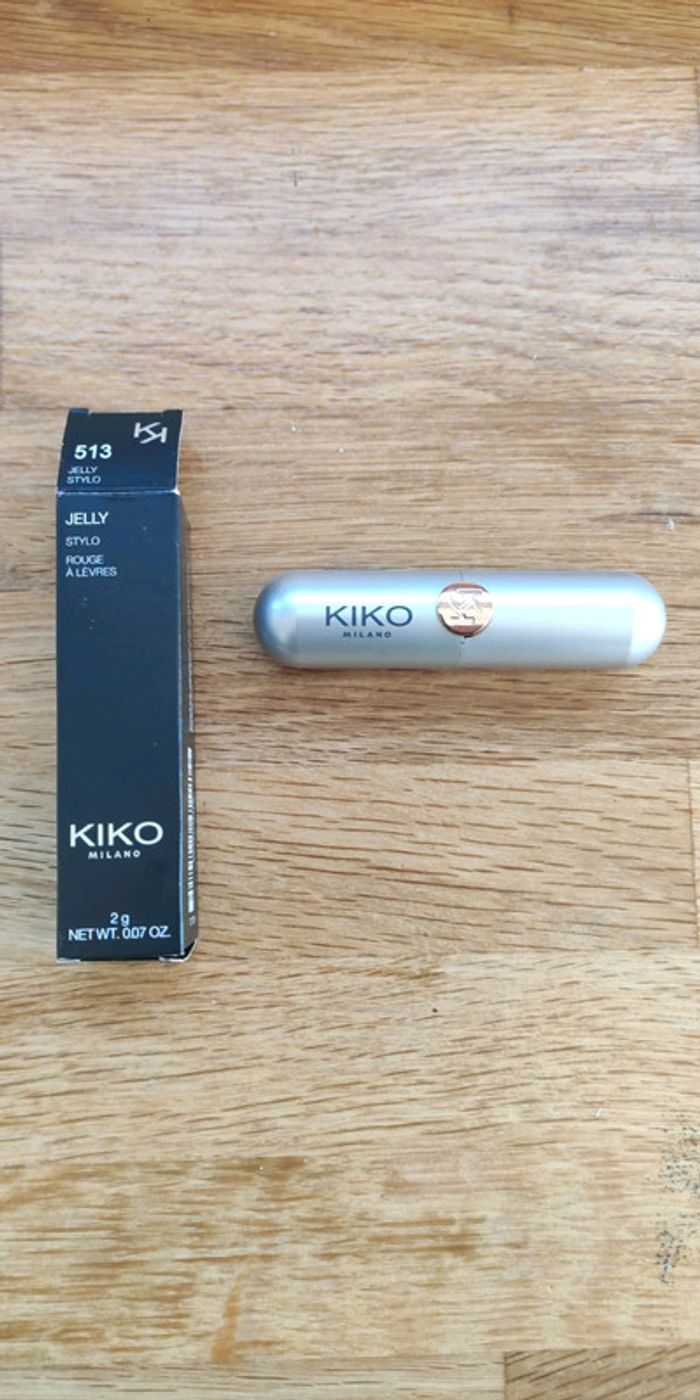 513
JELLY
STYLO
JELLY
STYLO
ROUGE
À LÈVRES
KIKO
MILANO
2 g
NET WT. 0.07 OZ.
KIKO
MILANO